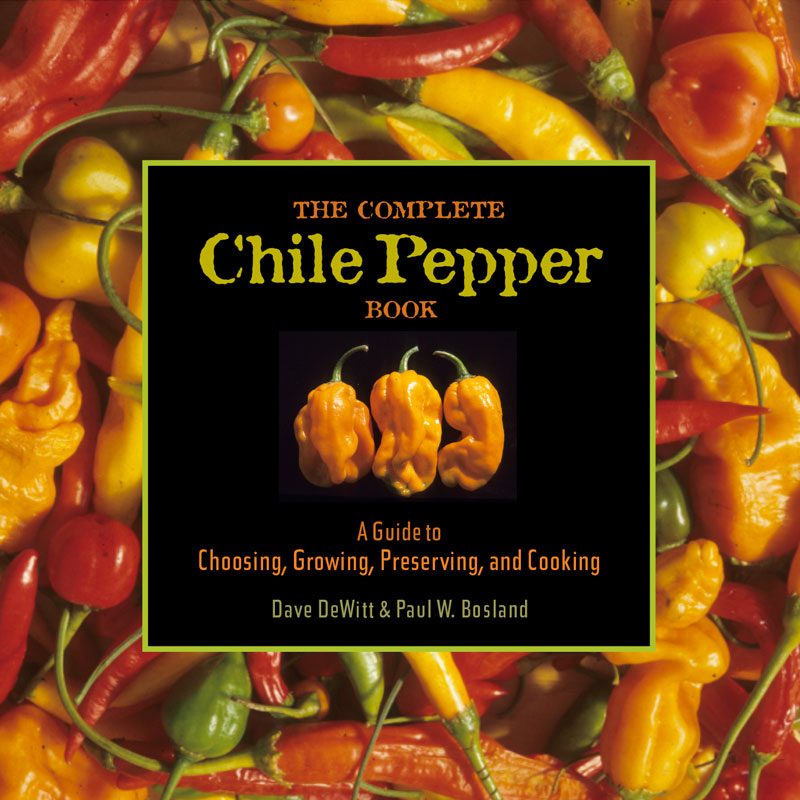 THE COMPLETE
Chile Pepper
BOOK
A Guide to
Choosing, Growing, Preserving, and Cooking
Dave DeWitt & Paul W. Bosland